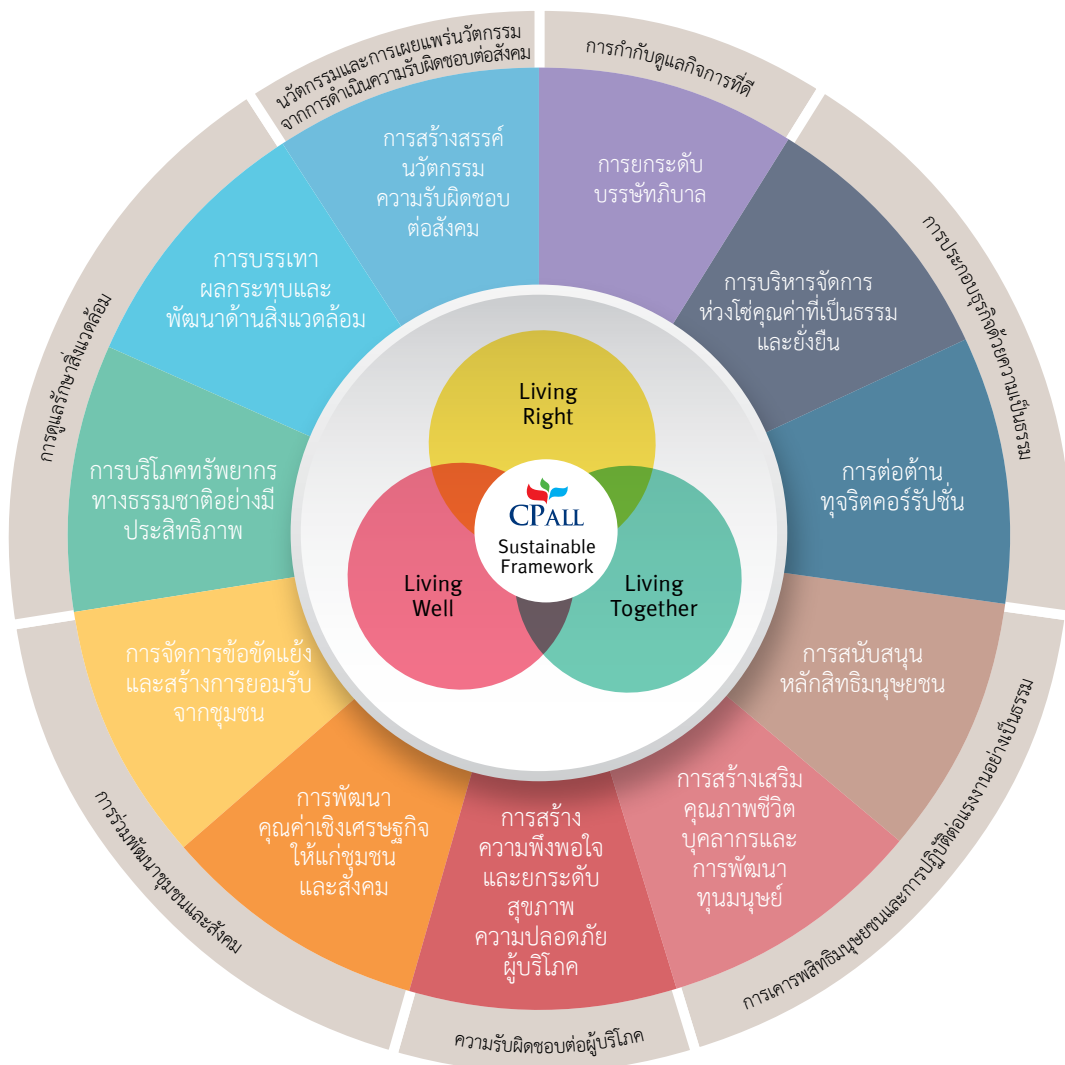 นวัตกรรมและการเผยแพร่นวัตกรรม
จากการดำเนินความรับผิดชอบต่อสังคม
การกำกับดูแลกิจการที่ดี
การประกอบธุรกิจด้วยความเป็นธรรม
การเคารพสิทธิมนุษยชนและการปฏิบัติต่อแรงงานอย่างเป็นธรรม
ความรับผิดชอบต่อผู้บริโภค
การร่วมพัฒนาชุมชนและสังคม
การดูแลรักษาสิ่งแวดล้อม
การสร้างสรรค์
นวัตกรรม
ความรับผิดชอบ
ต่อสังคม
การยกระดับ
บรรษัทภิบาล
การบริหารจัดการ
ห่วงโซ่คุณค่าที่เป็นธรรม
และยั่งยืน
การต่อต้าน
ทุจริตคอร์รัปชั่น
การสนับสนุน
หลักสิทธิมนุษยชน
การสร้างเสริม
คุณภาพชีวิต
บุคลากรและ
การพัฒนา
ทุนมนุษย์
การสร้าง
ความพึงพอใจ
และยกระดับ
สุขภาพ
ความปลอดภัย
ผู้บริโภค
การพัฒนา
คุณค่าเชิงเศรษฐกิจ
ให้แก่ชุมชน
และสังคม
การจัดการข้อขัดแย้ง
และสร้างการยอมรับ
จากชุมชน
การบริโภคทรัพยากร
ทางธรรมชาติอย่างมี
ประสิทธิภาพ
การบรรเทา
ผลกระทบและ
พัฒนาด้านสิ่งแวดล้อม
Living
Right
CPALL
Sustainable
Framework
Living
Well
Living
Together